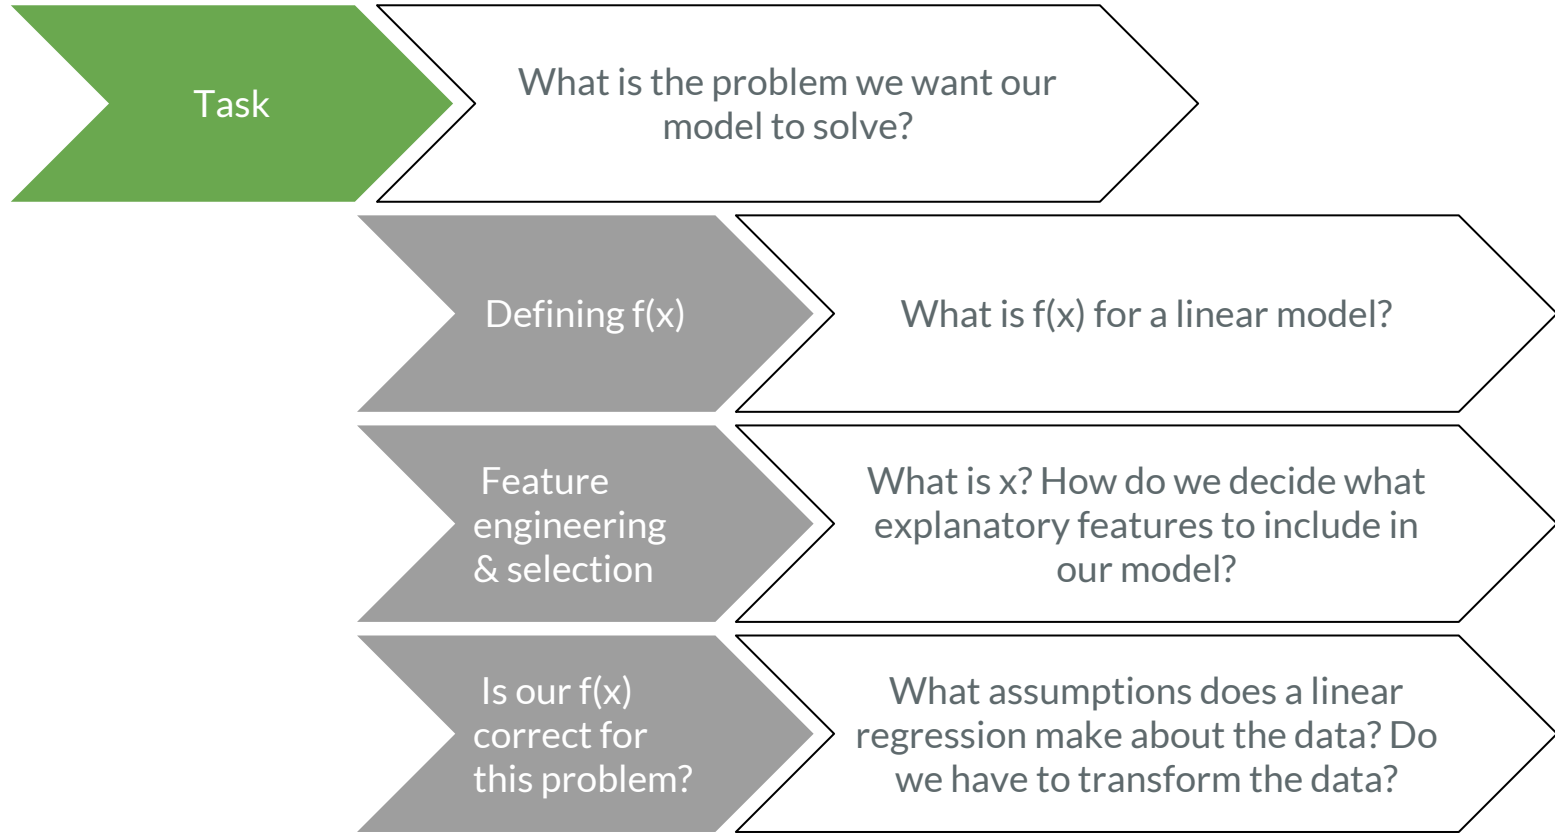 Task
What is the problem we want our
model to solve?
Defining f(x)
What is f(x) for a linear model?
Feature
engineering
& selection
What is x? How do we decide what
explanatory features to include in
our model?
Is our f(x)
correct for
this problem?
What assumptions does a linear
regression make about the data? Do
we have to transform the data?